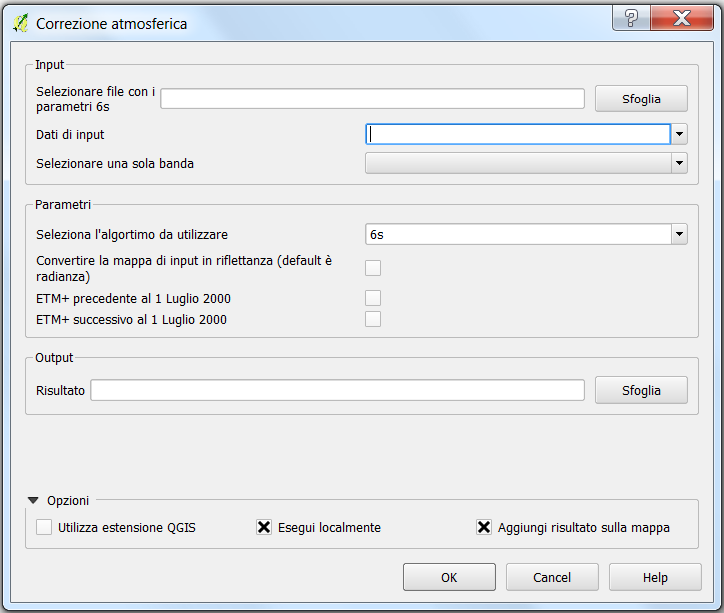 Correzione atmosferica
Input
Selezionare file con i
parametri 6s
Sfoglia
Dati di input
Selezionare una sola banda
Parametri
Seleziona l'algortimo da utilizzare
6s
Convertire la mappa di input in riflettanza (default è
radianza)
ETM+ precedente al 1 Luglio 2000
ETM+ successivo al 1 Luglio 2000
Output
Risultato
Sfoglia
Opzioni
Utilizza estensione QGIS
Esegui localmente
Aggiungi risultato sulla mappa
OK
Cancel
Help